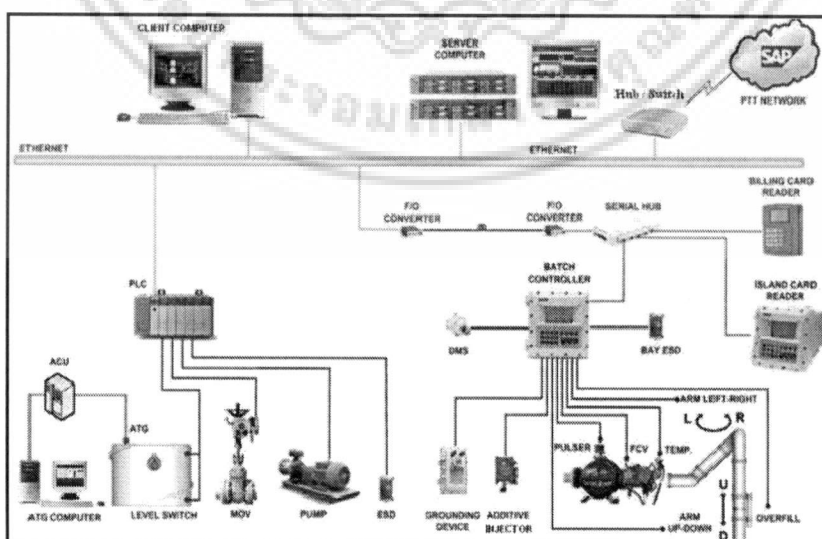 CLIENT COMPUTER
SERVER COMPUTER
Hub / Switch
SAP
PTT NETWORK
ETHERNET
ETHERNET
BILLING CARD READER
F/O CONVERTER
F/O CONVERTER
SERIAL HUB
PLC
BATCH CONTROLLER
ISLAND CARD READER
DMS
BAY ESD
ACU
ATG
ARM LEFT-RIGHT
L
R
PULSER
FCV
TEMP.
U
D
ATG COMPUTER
LEVEL SWITCH
MOV
PUMP
ESD
GROUNDING DEVICE
ADDITIVE INJECTOR
ARM UP-DOWN
OVERFILL